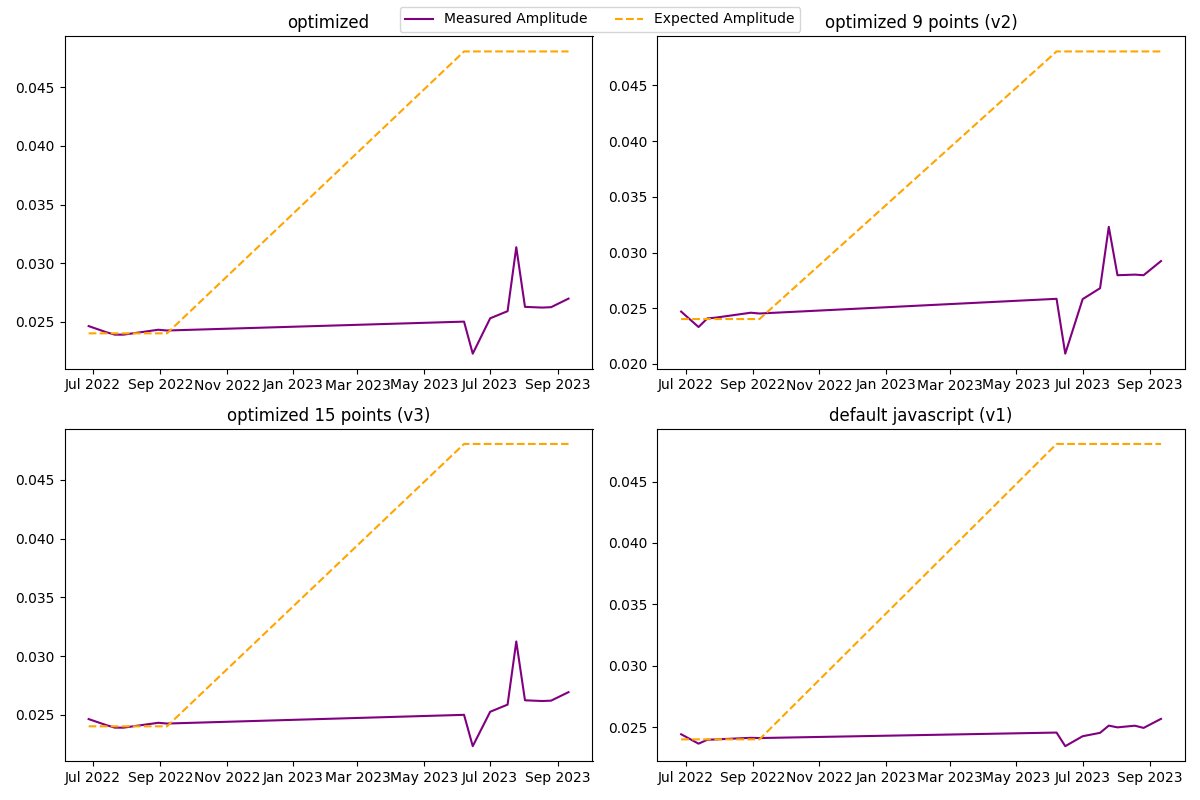 optimized
Measured Amplitude
Expected Amplitude
optimized 9 points (v2)
0.045
0.040
0.035
0.030
0.025
Jul 2022 Sep 2022 Nov 2022 Jan 2023 Mar 2023 May 2023 Jul 2023 Sep 2023
0.045
0.040
0.035
0.030
0.025
0.020
Jul 2022 Sep 2022 Nov 2022 Jan 2023 Mar 2023 May 2023 Jul 2023 Sep 2023
optimized 15 points (v3)
0.045
0.040
0.035
0.030
0.025
Jul 2022 Sep 2022 Nov 2022 Jan 2023 Mar 2023 May 2023 Jul 2023 Sep 2023
default javascript (v1)
0.045
0.040
0.035
0.030
0.025
Jul 2022 Sep 2022 Nov 2022 Jan 2023 Mar 2023 May 2023 Jul 2023 Sep 2023